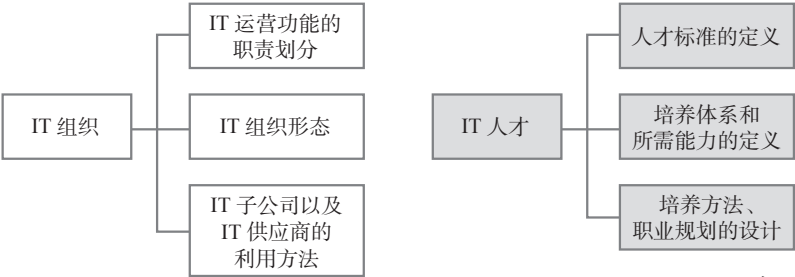 IT 组织
IT 运营功能的
职责划分
IT 组织形态
IT 子公司以及
IT 供应商的
利用方法
IT 人才
人才标准的定义
培养体系和
所需能力的定义
培养方法、
职业规划的设计